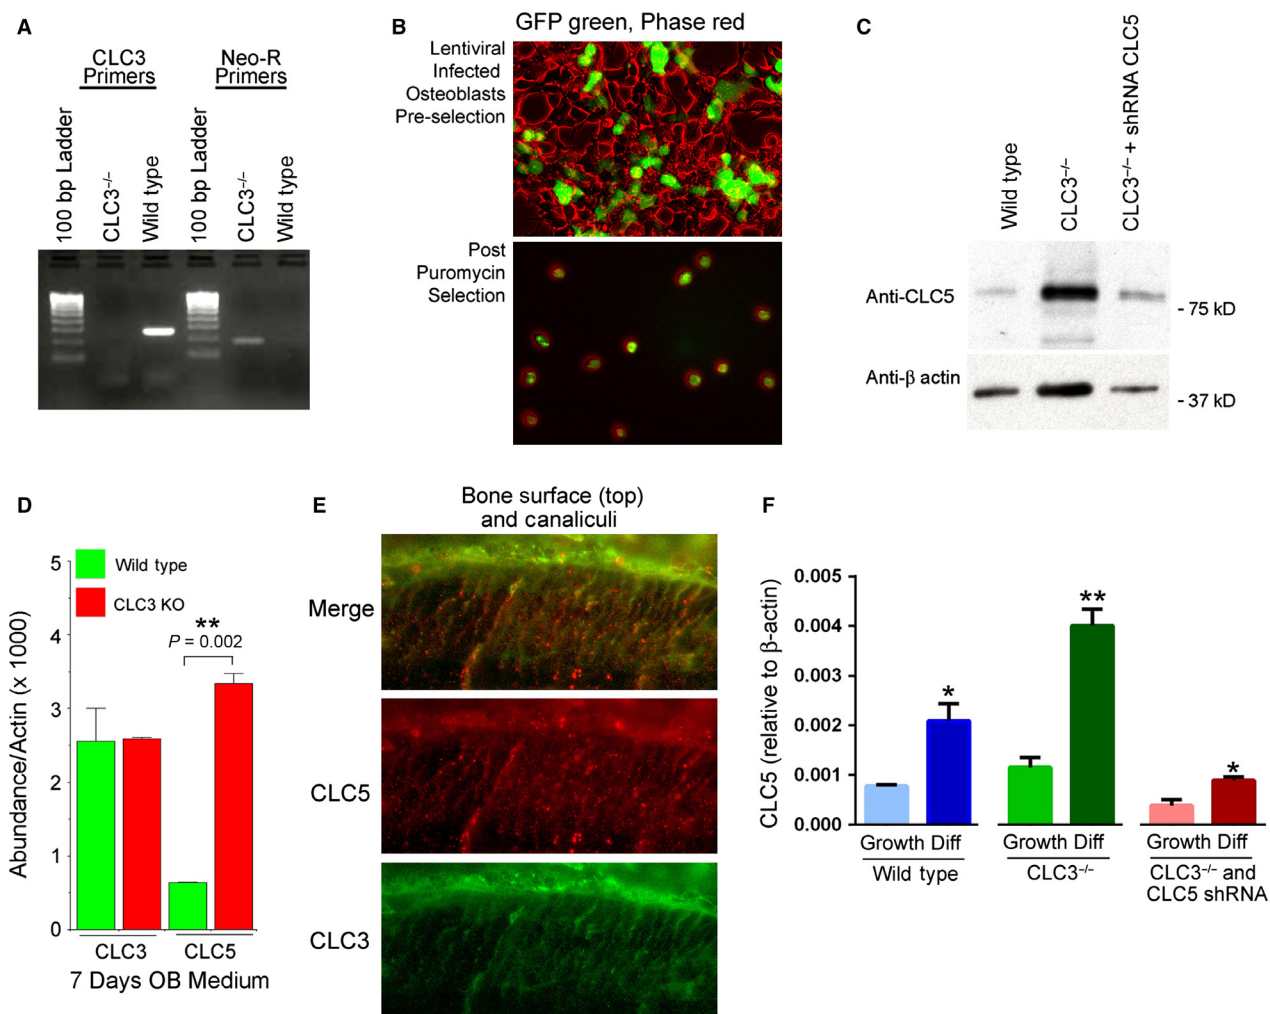 A
CLC3
Primers
Neo-R
Primers
100 bp Ladder
CLC3–/–
Wild type
100 bp Ladder
CLC3–/–
Wild type
B
GFP green, Phase red
Lentiviral
Infected
Osteoblasts
Pre-selection
Post
Puromycin
Selection
C
Wild type
CLC3–/–
CLC3–/– + shRNA CLC5
Anti-CLC5
- 75 kD
Anti-β actin
- 37 kD
D
Abundance/Actin (x 1000)
5
4
3
2
1
0
Wild type
CLC3 KO
**
P = 0.002
CLC3
CLC5
7 Days OB Medium
E
Bone surface (top)
and canaliculi
Merge
CLC5
CLC3
F
CLC5 (relative to β-actin)
0.005
0.004
0.003
0.002
0.001
0.000
*
**
*
Growth Diff
Growth Diff
Growth Diff
Wild type
CLC3–/–
CLC3–/– and
CLC5 shRNA